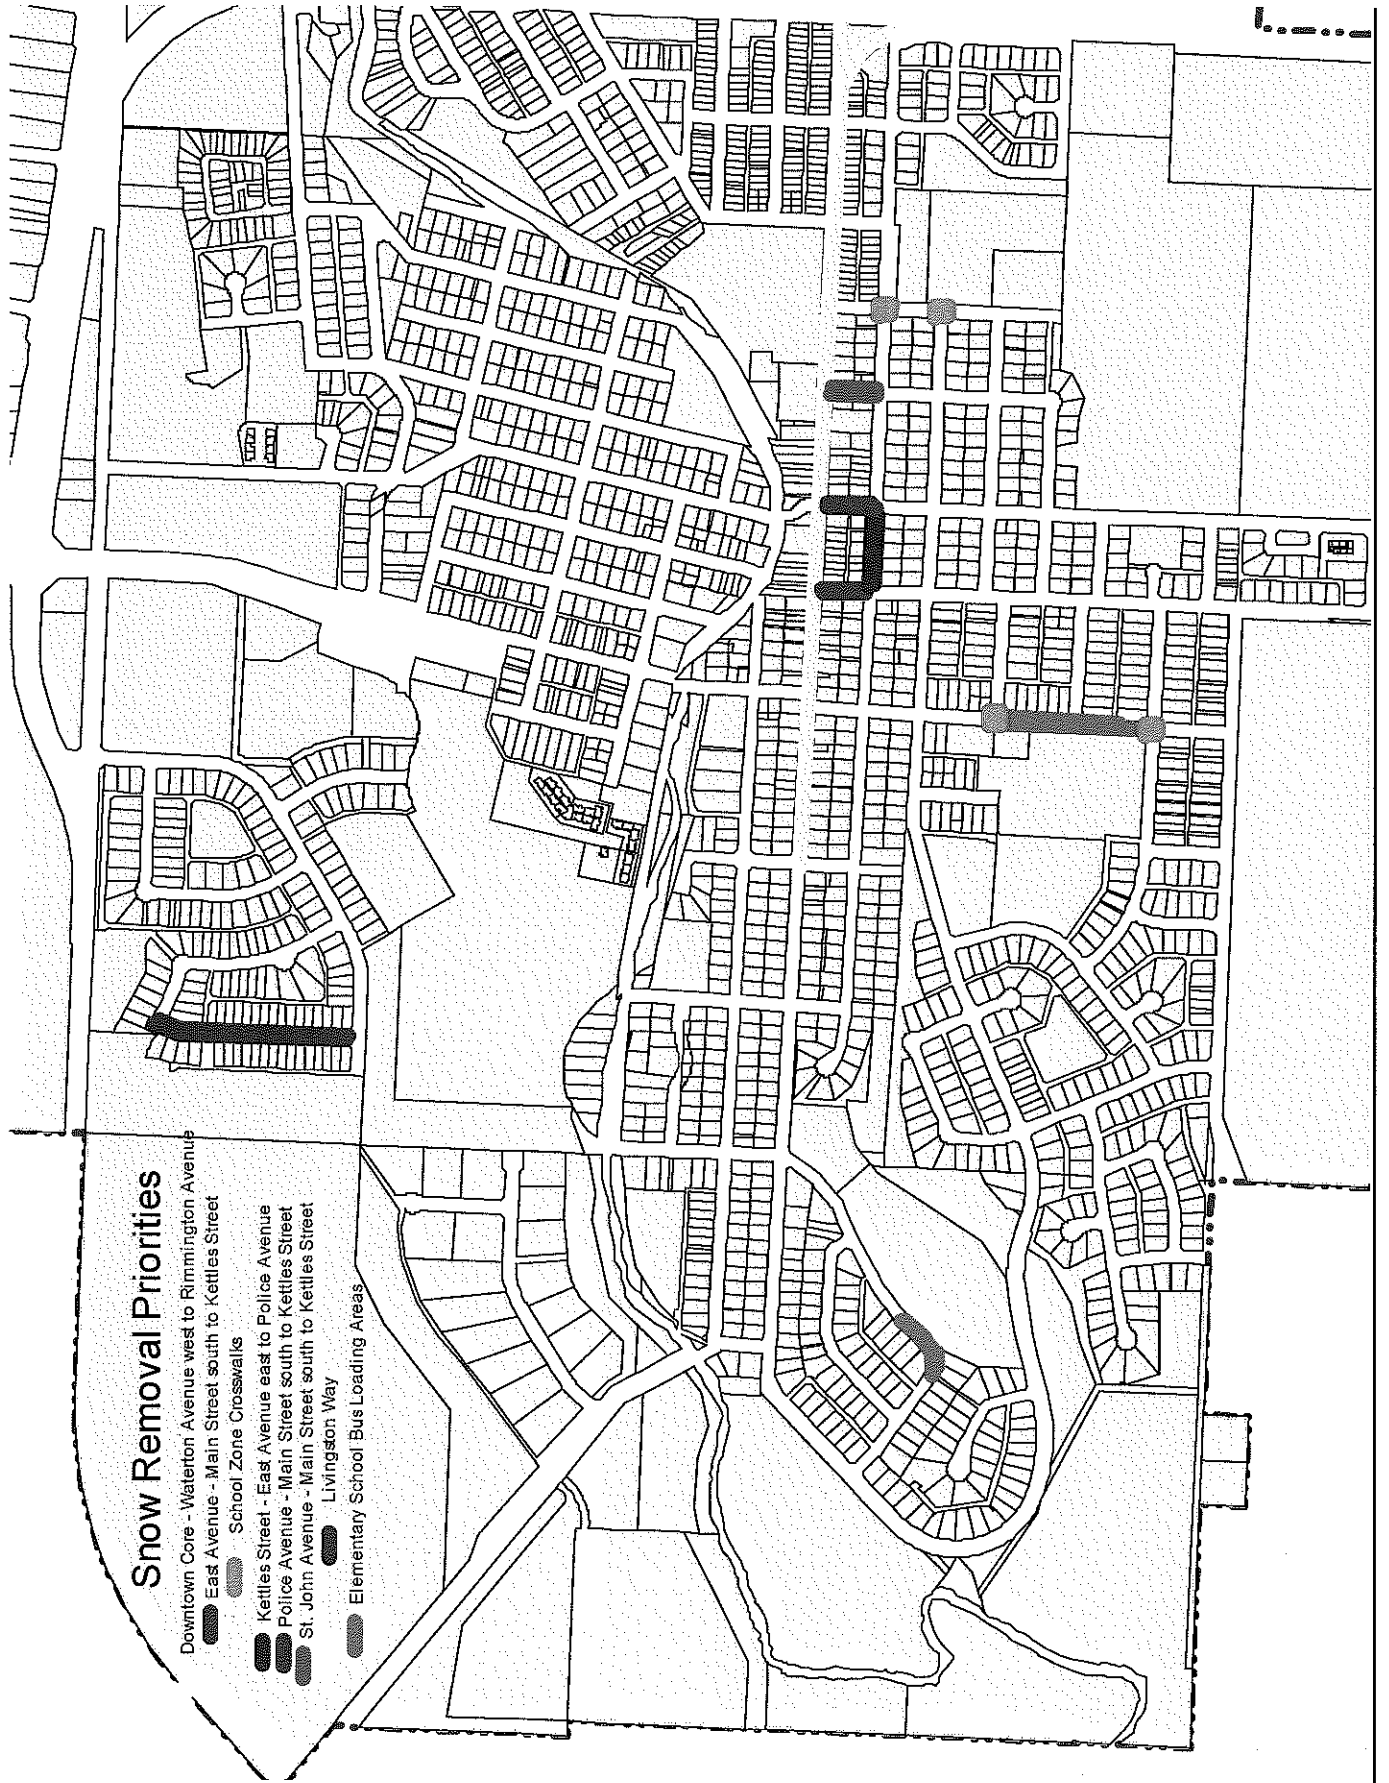 Snow Removal Priorities
Downtown Core - Waterton Avenue west to Rimmington Avenue
East Avenue - Main Street south to Kettles Street
School Zone Crosswalks
Kettles Street - East Avenue east to Police Avenue
Police Avenue - Main Street south to Kettles Street
St. John Avenue - Main Street south to Kettles Street
Livingston Way
Elementary School Bus Loading Areas